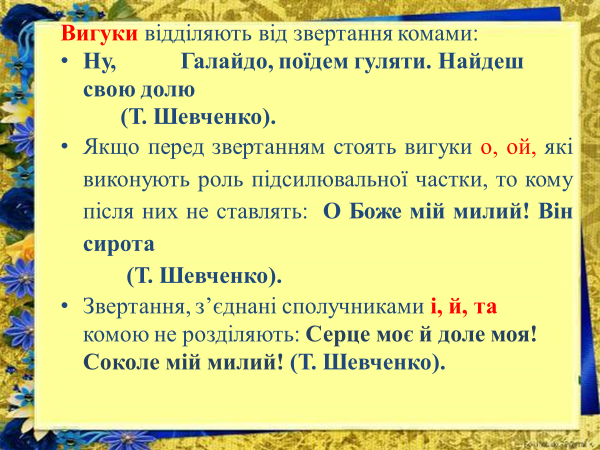 Вигуки відділяють від звертання комами:
• Ну, Галайдо, поїдем гуляти. Найдеш
свою долю
(Т. Шевченко).
• Якщо перед звертанням стоять вигуки о, ой, які
виконують роль підсилювальної частки, то кому
після них не ставлять: О Боже мій милий! Він
сирота
(Т. Шевченко).
• Звертання, з’єднані сполучниками і, й, та
комою не розділяють: Серце моє й доле моя!
Соколе мій милий! (Т. Шевченко).